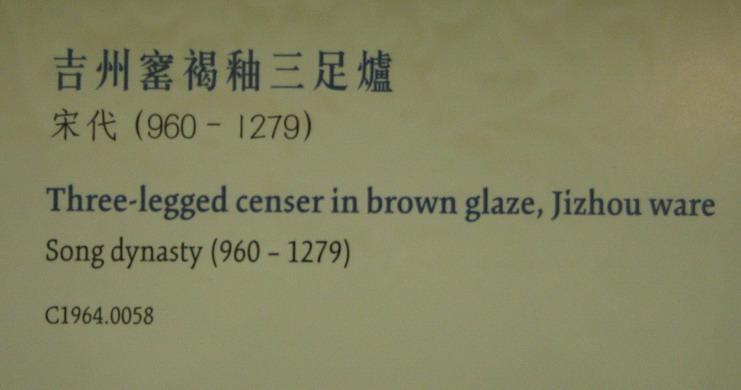 吉州窰褐釉三足爐
宋代 (960 - 1279)
Three-legged censer in brown glaze, Jizhou ware
Song dynasty (960 – 1279)
C1964.0058